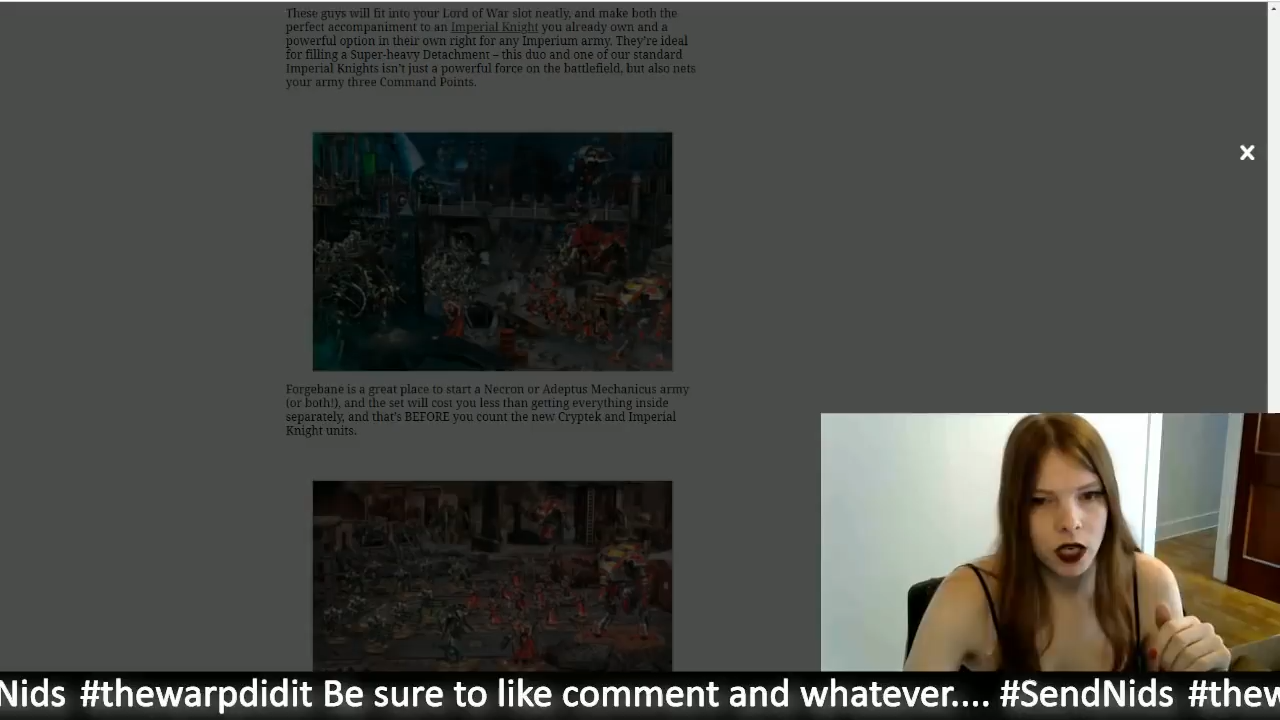 These guys will fit into your Lord of War slot neatly, and make both the
perfect accompaniment to an Imperial Knight you already own and a
powerful option in their own right for any Imperium army. They're ideal
for filling a Super-heavy Detachment – this duo and one of our standard
Imperial Knights isn't just a powerful force on the battlefield, but also nets
your army three Command Points.
Forgebane is a great place to start a Necron or Adeptus Mechanicus army
(or both!), and the set will cost you less than getting everything inside
separately, and that's BEFORE you count the new Cryptek and Imperial
Knight units.
Nids #thewarpdidit Be sure to like comment and whatever.... #SendNids #thew